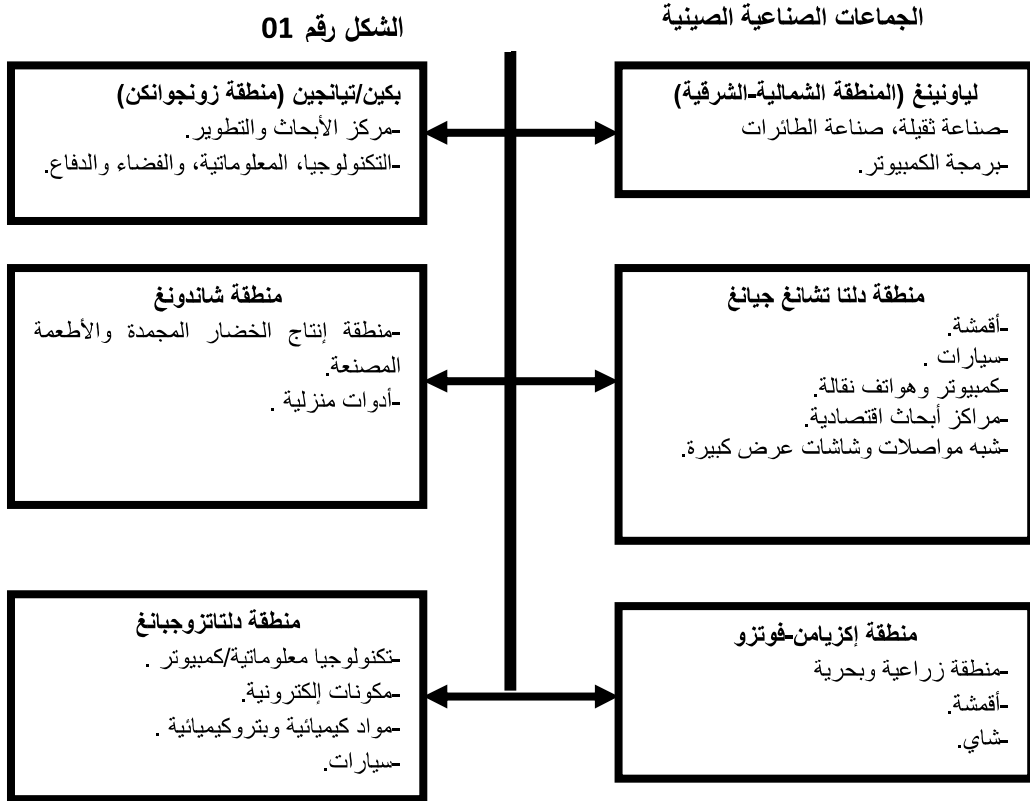 الجماعات الصناعية الصينية
الشكل رقم 01
لياونينغ (المنطقة الشمالية-الشرقية)
-صناعة ثقيلة، صناعة الطائرات
-برمجة الكمبيوتر.
بكين/تيانجين (منطقة زونجوانكن)
-مركز الأبحاث والتطوير.
-التكنولوجيا، المعلوماتية، والفضاء والدفاع.
منطقة دلتا تشانغ جيانغ
-أقمشة.
-سيارات .
-كمبيوتر وهواتف نقالة.
-مراكز أبحاث اقتصادية.
-شبه مواصلات وشاشات عرض كبيرة.
منطقة شاندونغ
-منطقة إنتاج الخضار المجمدة والأطعمة
المصنعة.
-أدوات منزلية .
منطقة إكزيامن-فوتزو
-منطقة زراعية وبحرية
-أقمشة.
-شاي.
منطقة دلتاتزوجبانغ
-تكنولوجيا معلوماتية/كمبيوتر .
-مكونات إلكترونية.
-مواد كيميائية وبتروكيميائية .
-سيارات.